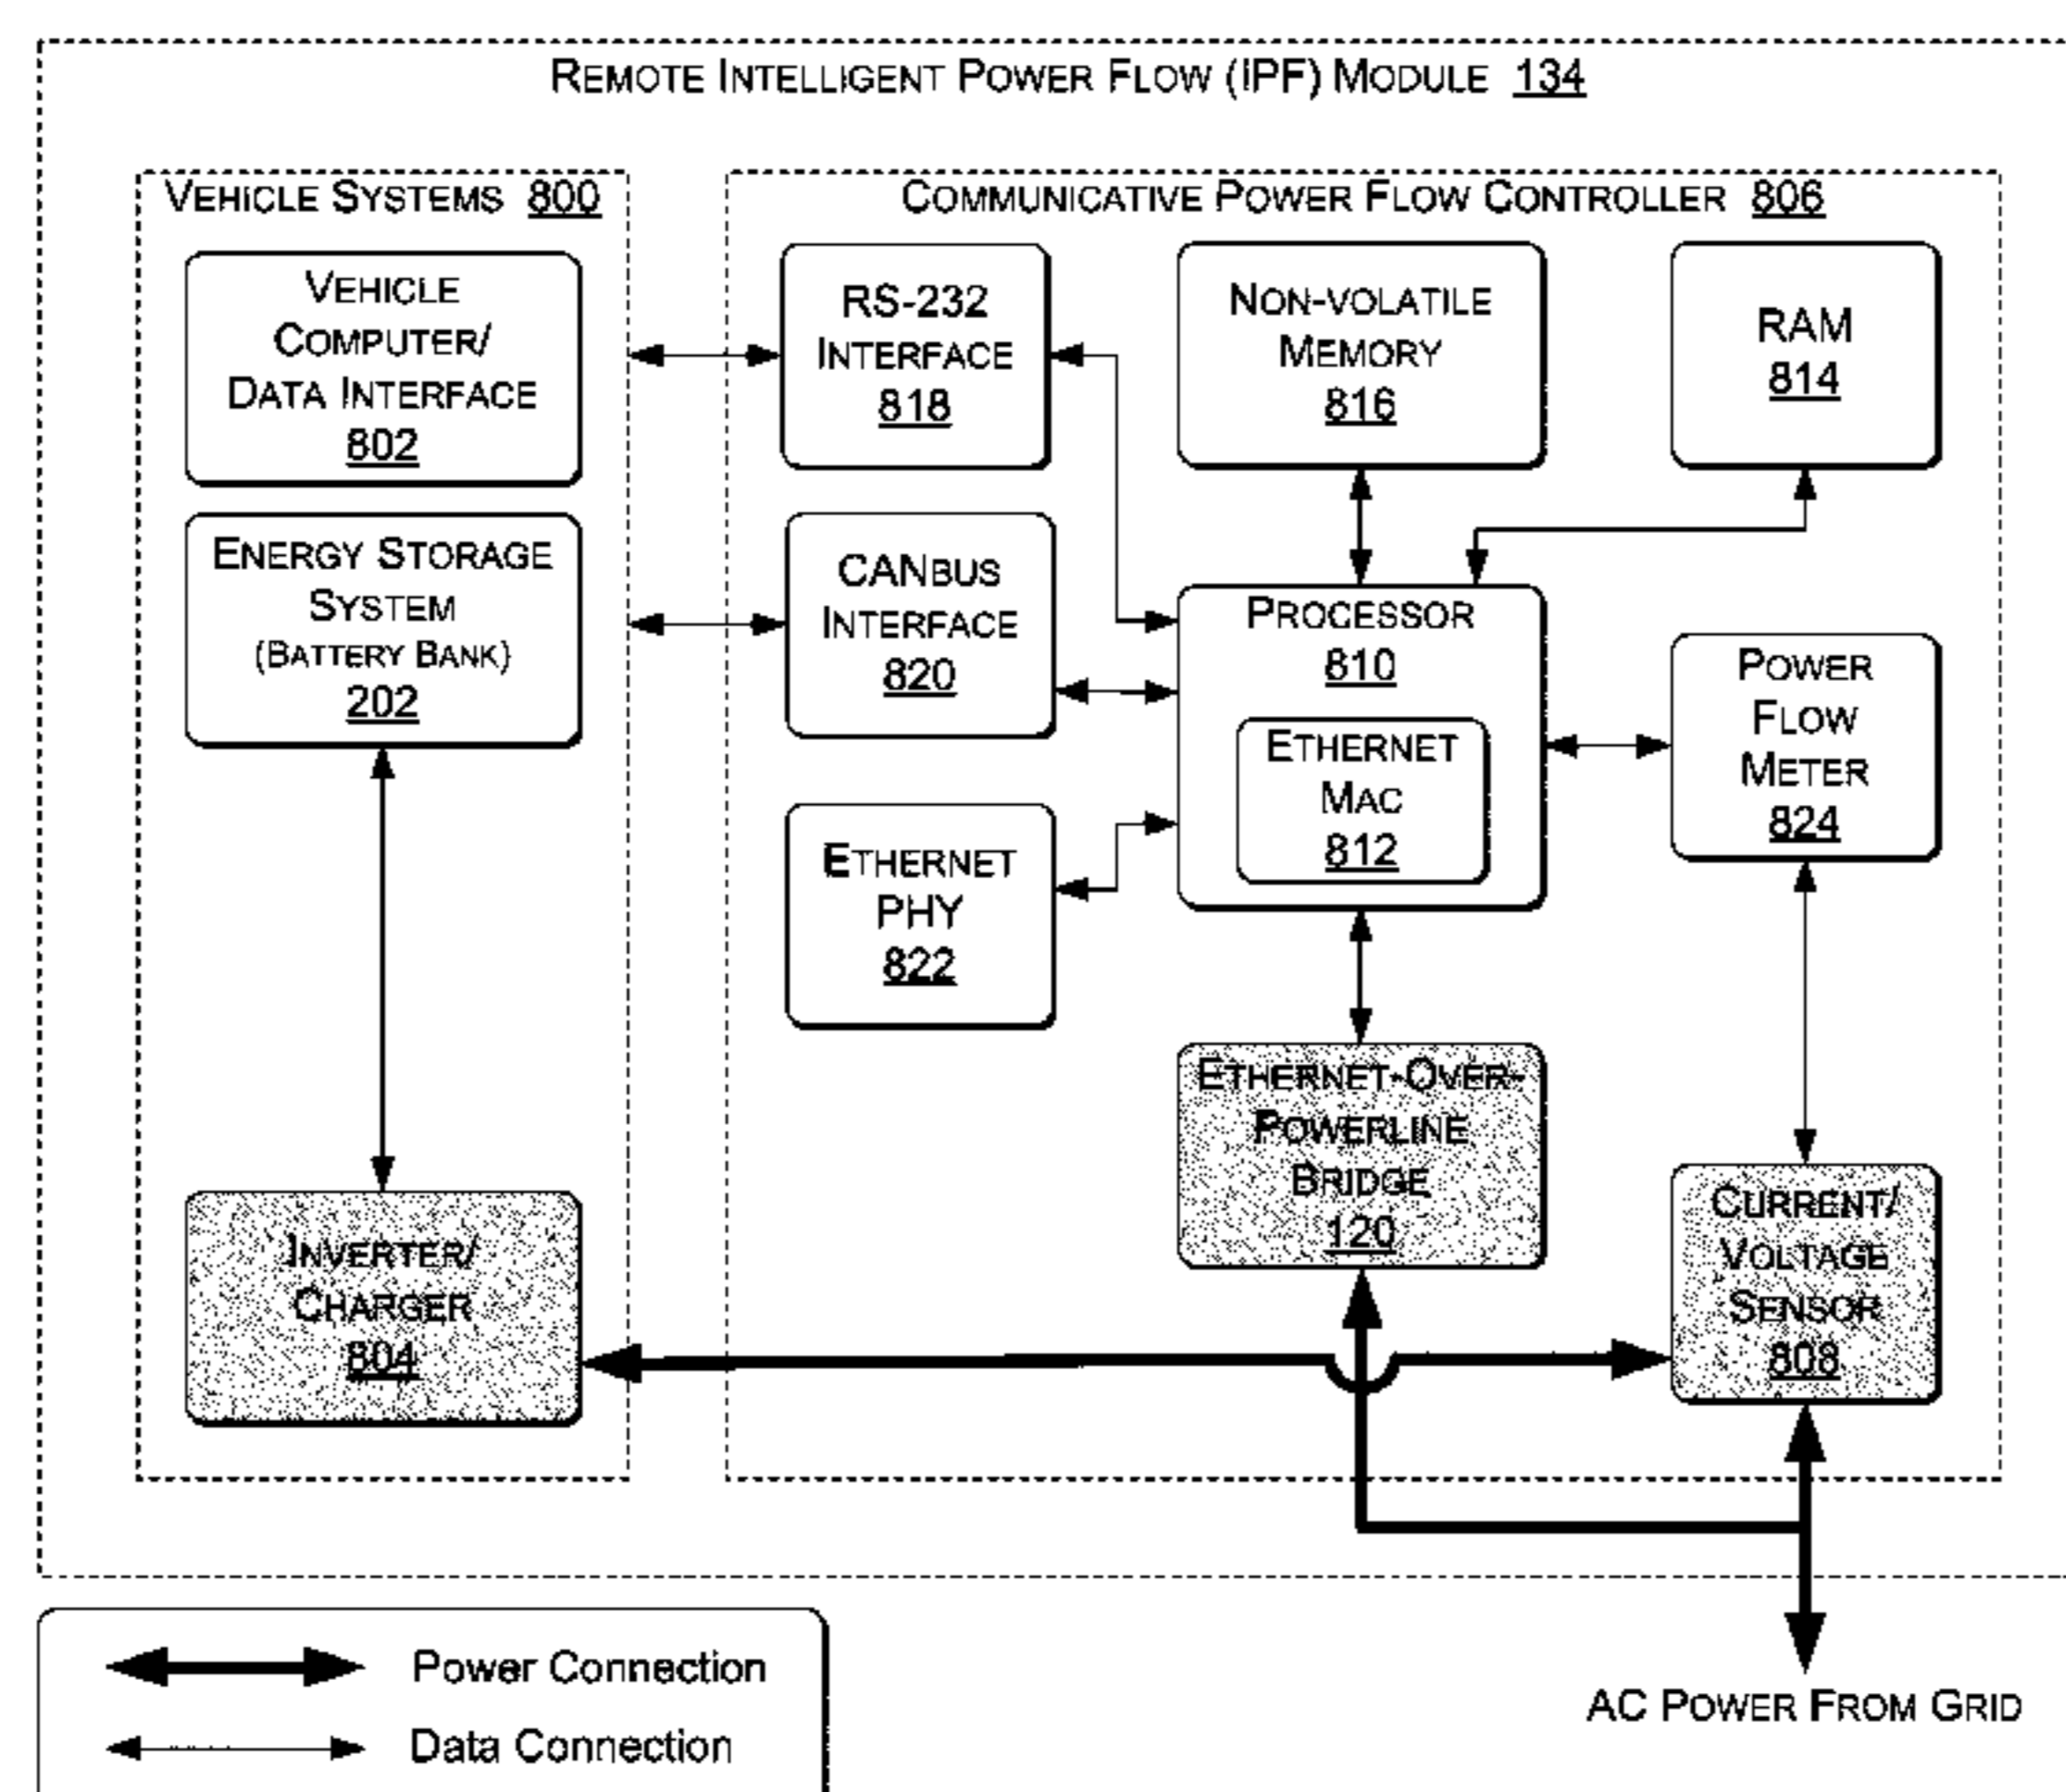 REMOTE INTELLIGENT POWER FLOW (IPF) MODULE 134
VEHICLE SYSTEMS 800
VEHICLE
COMPUTER/
DATA INTERFACE
802
ENERGY STORAGE
SYSTEM
(BATTERY BANK)
202
INVERTER/
CHARGER
804
COMMUNICATIVE POWER FLOW CONTROLLER 806
RS-232
INTERFACE
818
CANBUS
INTERFACE
820
ETHERNET
PHY
822
NON-VOLATILE
MEMORY
816
RAM
814
PROCESSOR
810
ETHERNET
MAC
812
POWER
FLOW
METER
824
ETHERNET-OVER-
POWERLINE
BRIDGE
120
CURRENT/
VOLTAGE
SENSOR
808
AC POWER FROM GRID
Power Connection
Data Connection